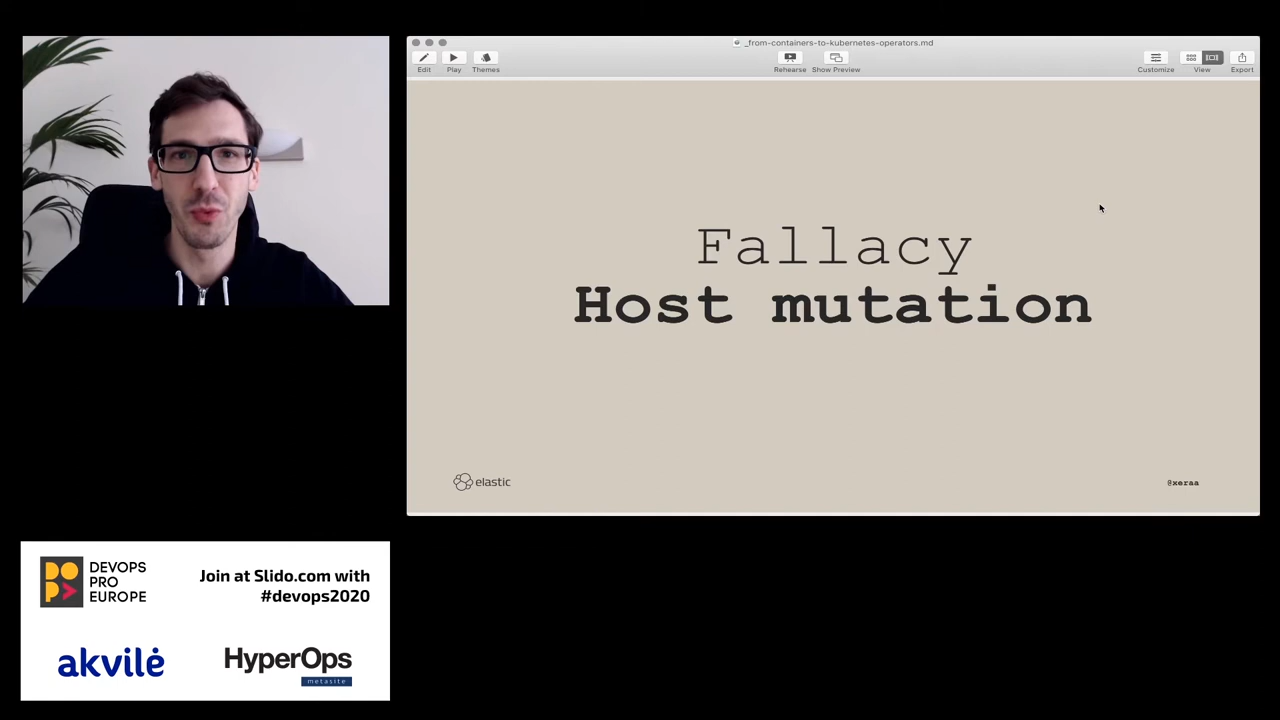 _from-containers-to-kubernetes-operators.md
Edit
Play
Themes
Rehearse
Show Preview
Customize
View
Export
Fallacy
Host mutation
elastic
@xeraa
DEVOPS
PRO
EUROPE
Join at Slido.com with
#devops2020
akvilė
HyperOps
metasite